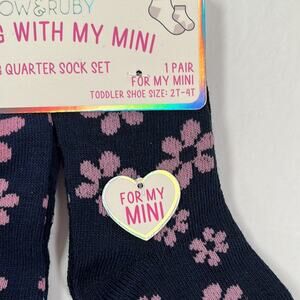 OW&RUBY
G WITH MY MINI
G QUARTER SOCK SET
1 PAIR
FOR MY MINI
TODDLER SHOE SIZE: 2T-4T
FOR MY
MINI